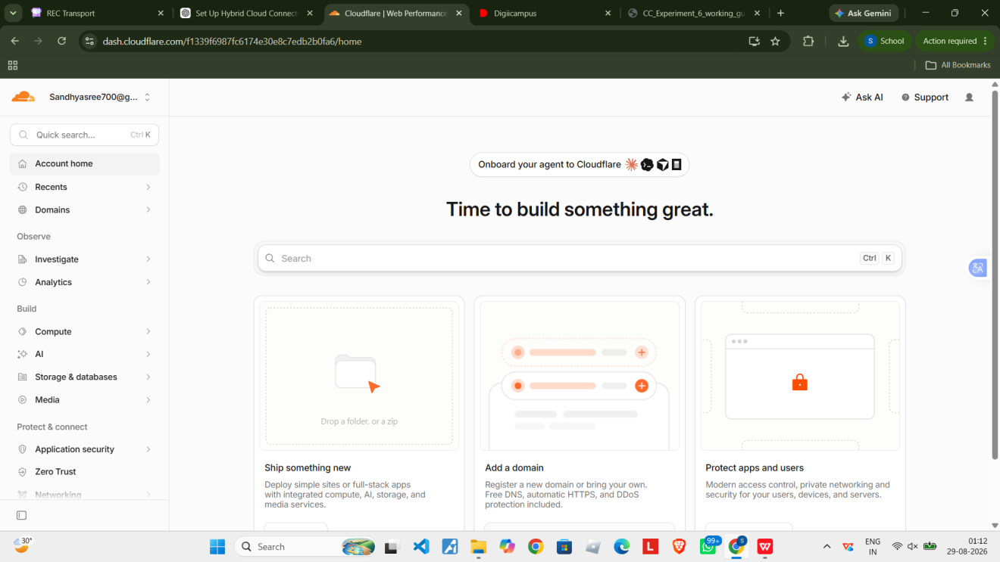 REC Transport
Set Up Hybrid Cloud Connect
Cloudflare | Web Performance
Digiicampus
CC_Experiment_6_working_gu
Ask Gemini
dash.cloudflare.com/f1339f6987fc6174e30e8c7edb2b0fa6/home
S
School
Action required
All Bookmarks
Sandhyasree700@g...
Ask AI
Support
Quick search...
Ctrl K
Account home
Recents
Domains
Observe
Investigate
Analytics
Build
Compute
AI
Storage & databases
Media
Protect & connect
Application security
Zero Trust
Networking
Onboard your agent to Cloudflare
Time to build something great.
Search
Ctrl K
Drop a folder, or a zip
Ship something new
Deploy simple sites or full-stack apps
with integrated compute, AI, storage, and
media services.
Add a domain
Register a new domain or bring your own.
Free DNS, automatic HTTPS, and DDoS
protection included.
Protect apps and users
Modern access control, private networking and
security for your users, devices, and servers.
30°
Search
L
99+
S
W
ENG
IN
01:12
29-08-2026